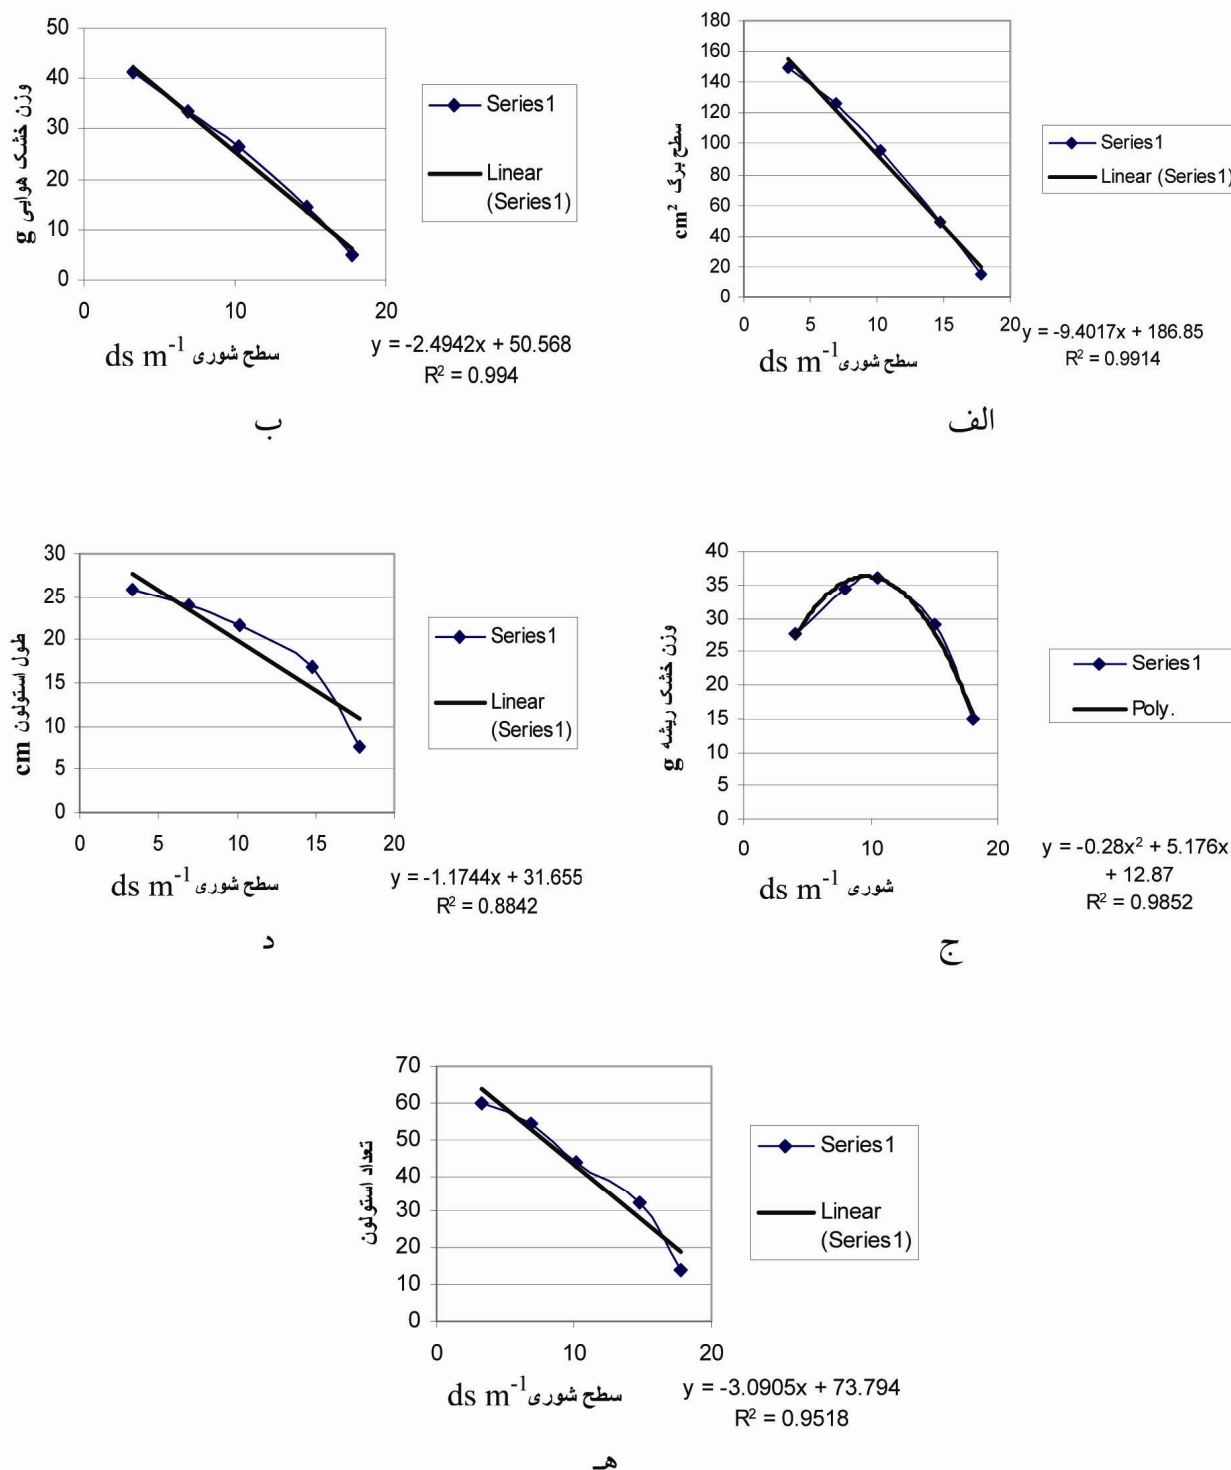 180
160
140
120
100
80
60
40
20
0
سطح برگ cm²
0 5 10 15 20
سطح شوری ds m⁻¹
Series1
Linear (Series1)
y = -9.4017x + 186.85
R² = 0.9914
الف
50
40
30
20
10
0
وزن خشک هوایی g
0 10 20
سطح شوری ds m⁻¹
Series1
Linear
(Series1)
y = -2.4942x + 50.568
R² = 0.994
ب
40
35
30
25
20
15
10
5
0
وزن خشک ریشه g
0 10 20
شوری ds m⁻¹
Series1
Poly.
y = -0.28x² + 5.176x
+ 12.87
R² = 0.9852
ج
30
25
20
15
10
5
0
طول استولون cm
0 5 10 15 20
سطح شوری ds m⁻¹
Series1
Linear
(Series1)
y = -1.1744x + 31.655
R² = 0.8842
د
70
60
50
40
30
20
10
0
تعداد استولون
0 10 20
سطح شوری ds m⁻¹
Series1
Linear
(Series1)
y = -3.0905x + 73.794
R² = 0.9518
هـ